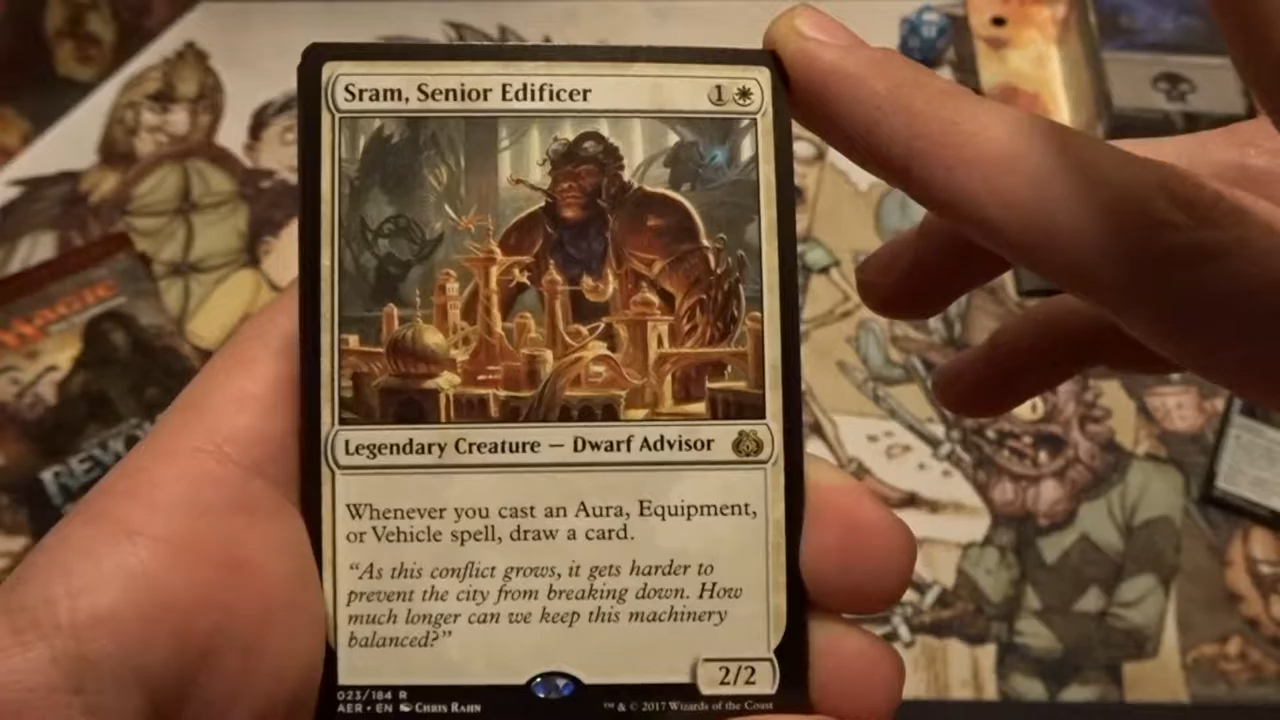 Sram, Senior Edificer 1
Legendary Creature — Dwarf Advisor
Whenever you cast an Aura, Equipment,
or Vehicle spell, draw a card.
“As this conflict grows, it gets harder to
prevent the city from breaking down. How
much longer can we keep this machinery
balanced?”
2/2
023/184 R
AER • EN Chris Rahn
™ & © 2017 Wizards of the Coast
Magic